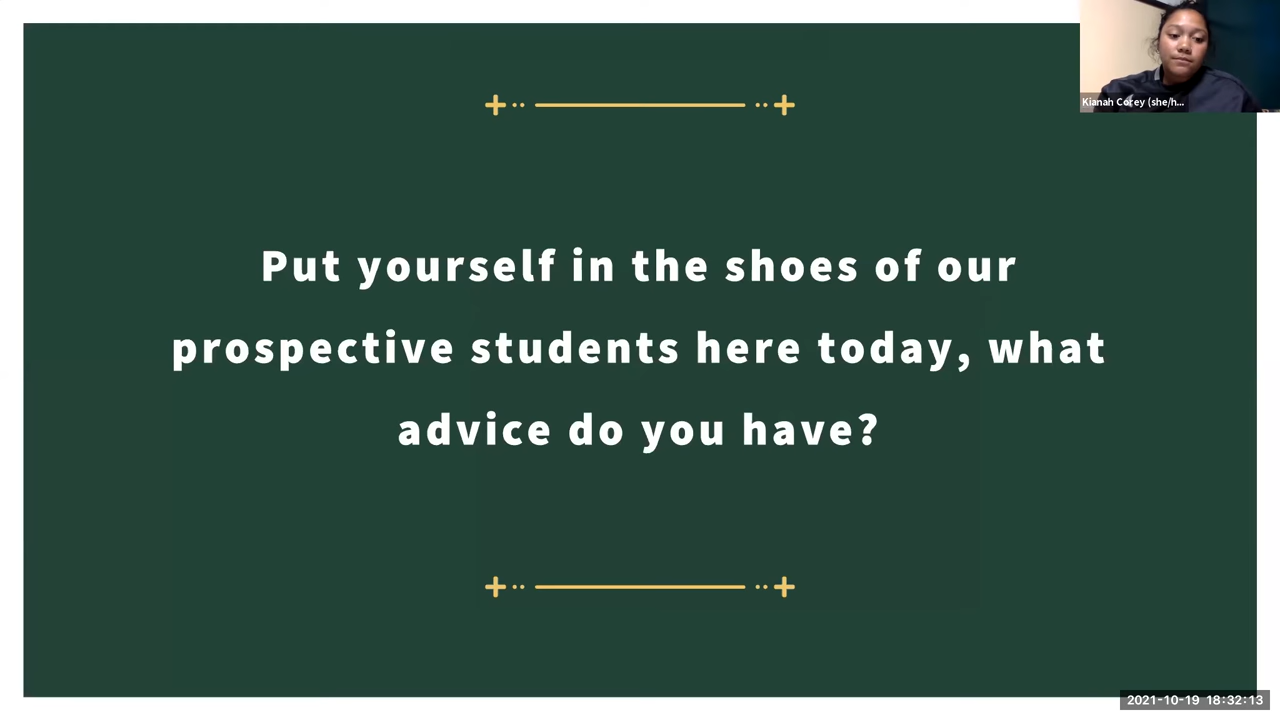 Kianah Corey (she/h...
Put yourself in the shoes of our
prospective students here today, what
advice do you have?
2021-10-19 18:32:13